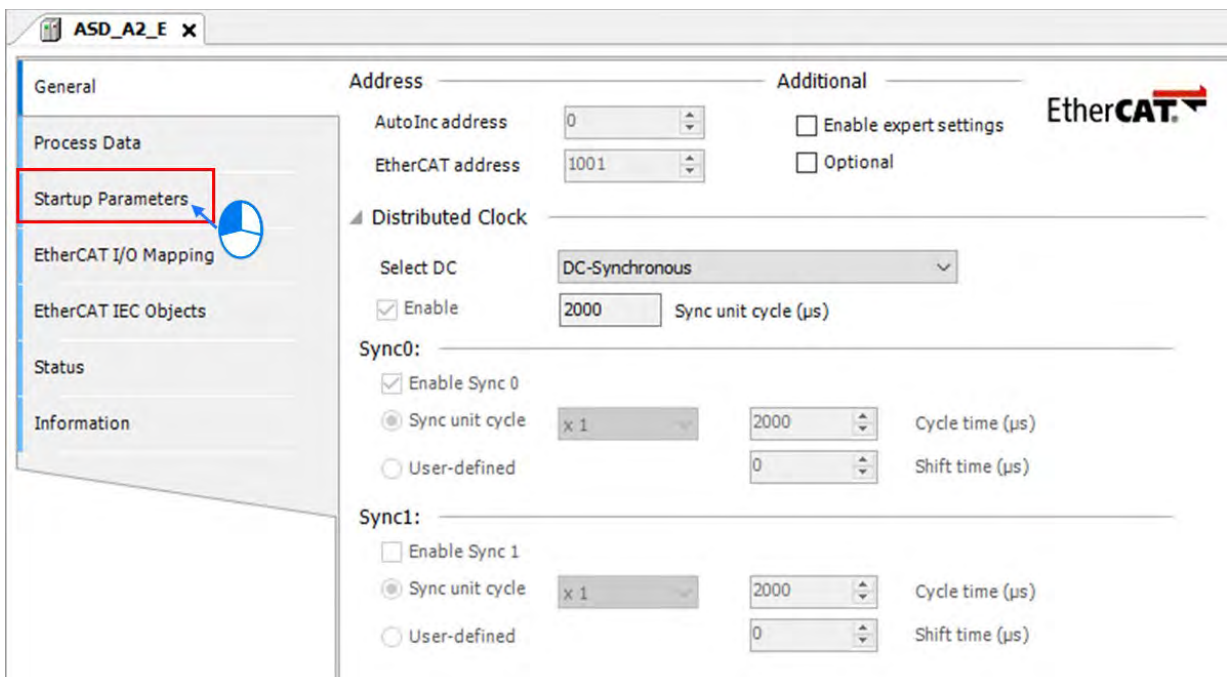 ASD_A2_E
General
Process Data
Startup Parameters
EtherCAT I/O Mapping
EtherCAT IEC Objects
Status
Information
Address
AutoInc address 0
EtherCAT address 1001
Additional
Enable expert settings
Optional
EtherCAT.
Distributed Clock
Select DC DC-Synchronous
Enable 2000 Sync unit cycle (µs)
Sync0:
Enable Sync 0
Sync unit cycle x 1 2000 Cycle time (µs)
User-defined 0 Shift time (µs)
Sync1:
Enable Sync 1
Sync unit cycle x 1 2000 Cycle time (µs)
User-defined 0 Shift time (µs)